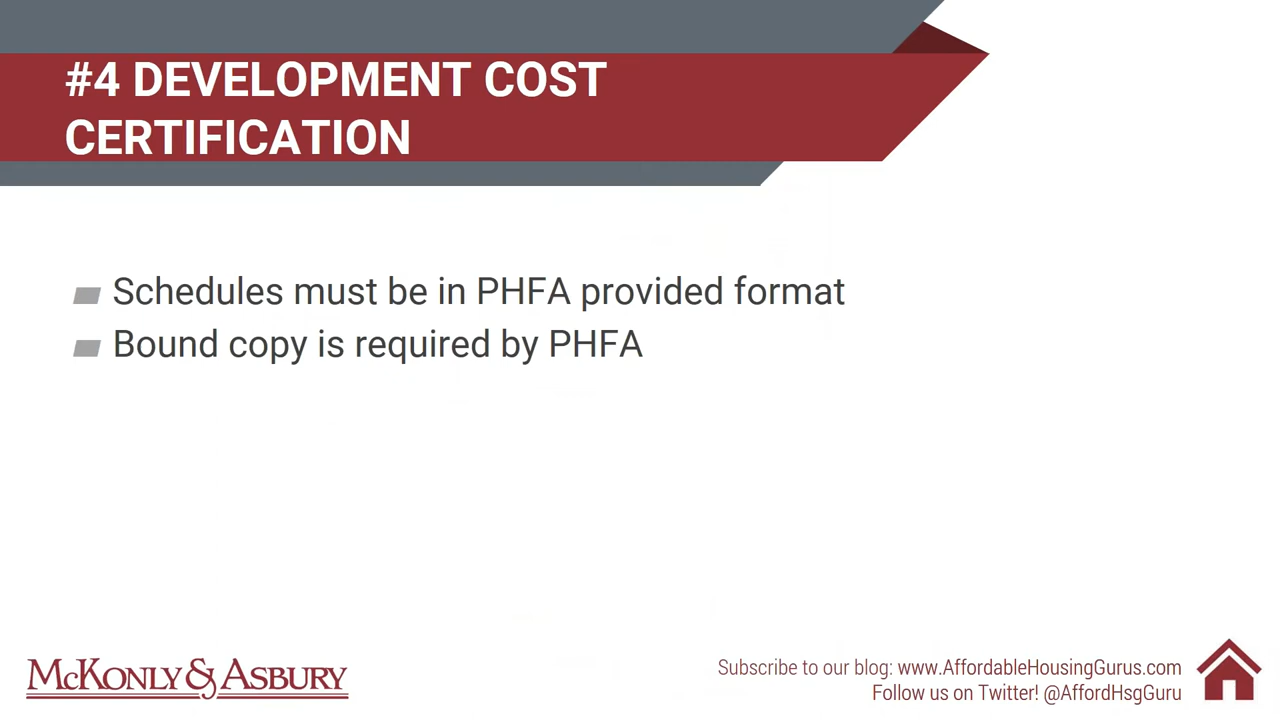 #4 DEVELOPMENT COST
CERTIFICATION
Schedules must be in PHFA provided format
Bound copy is required by PHFA
McKonly & Asbury
Subscribe to our blog: www.AffordableHousingGurus.com
Follow us on Twitter! @AffordHsgGuru